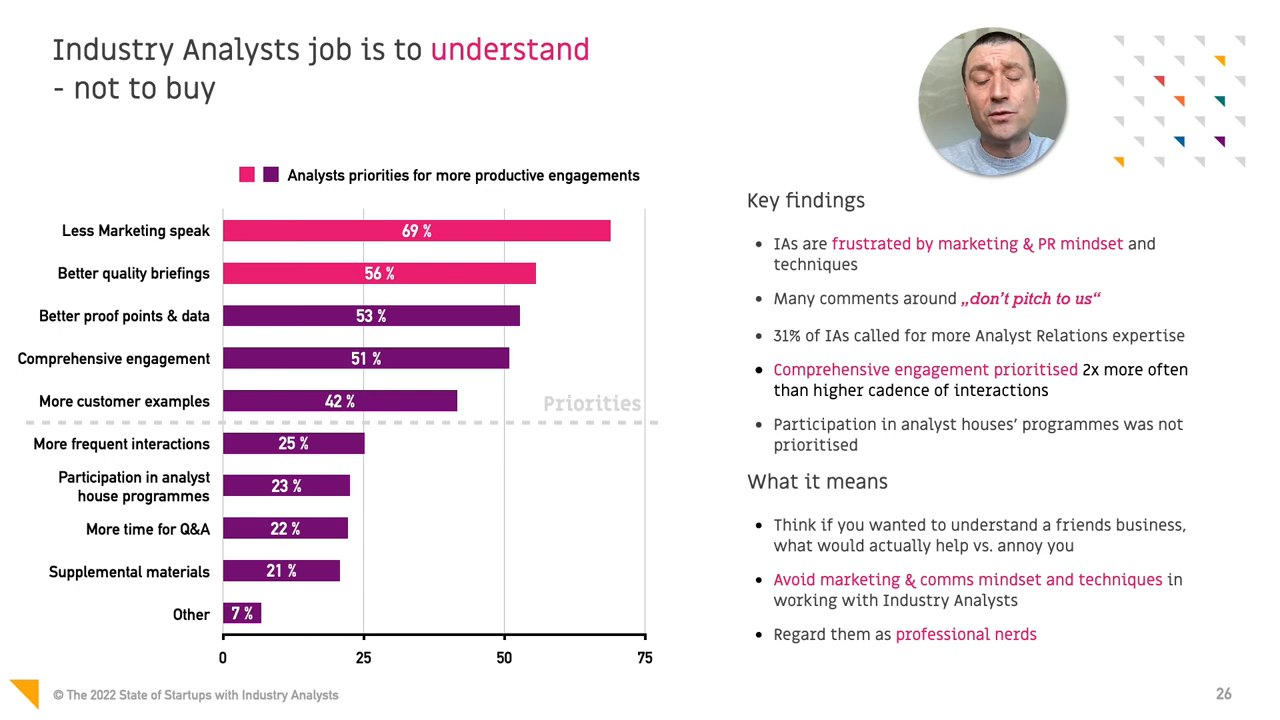 Industry Analysts job is to understand
- not to buy
Analysts priorities for more productive engagements
Less Marketing speak
69 %
Better quality briefings
56 %
Better proof points & data
53 %
Comprehensive engagement
51 %
More customer examples
42 %
Priorities
More frequent interactions
25 %
Participation in analyst
house programmes
23 %
More time for Q&A
22 %
Supplemental materials
21 %
Other
7 %
0
25
50
75
Key findings
• IAs are frustrated by marketing & PR mindset and
techniques
• Many comments around „don’t pitch to us“
• 31% of IAs called for more Analyst Relations expertise
• Comprehensive engagement prioritised 2x more often
than higher cadence of interactions
• Participation in analyst houses’ programmes was not
prioritised
What it means
• Think if you wanted to understand a friends business,
what would actually help vs. annoy you
• Avoid marketing & comms mindset and techniques in
working with Industry Analysts
• Regard them as professional nerds
© The 2022 State of Startups with Industry Analysts
26